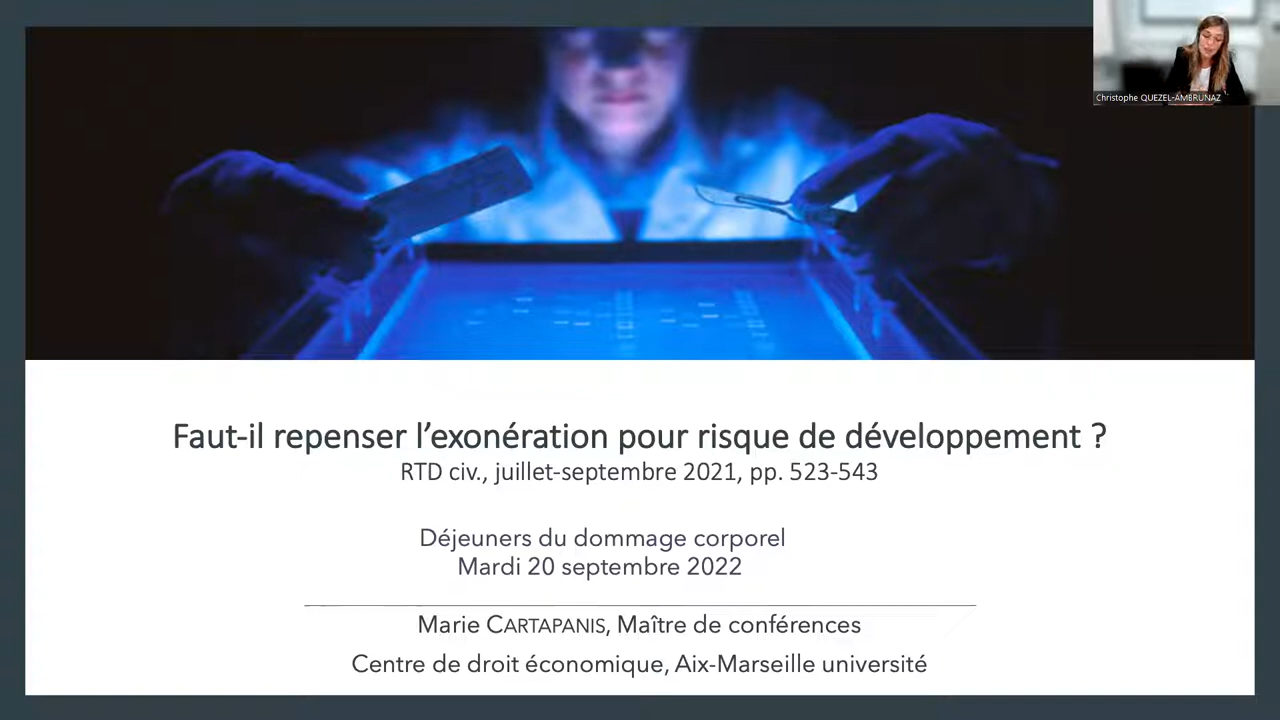 Christophe QUEZEL-AMBRUNAZ
Faut-il repenser l’exonération pour risque de développement ?
RTD civ., juillet-septembre 2021, pp. 523-543
Déjeuners du dommage corporel
Mardi 20 septembre 2022
Marie CARTAPANIS, Maître de conférences
Centre de droit économique, Aix-Marseille université